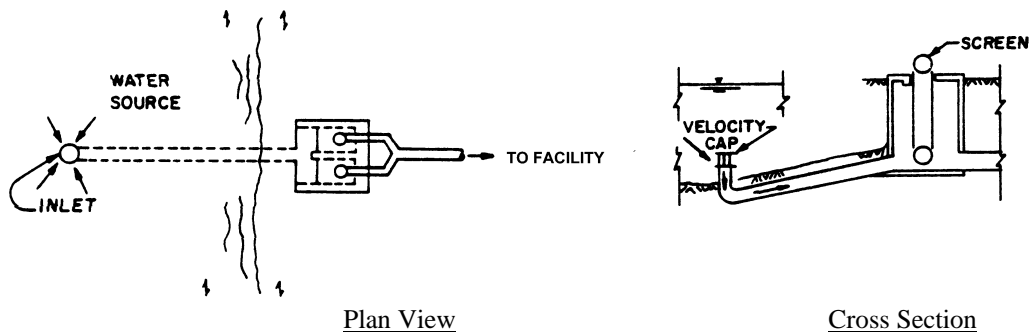 WATER
SOURCE
INLET
TO FACILITY
Plan View
SCREEN
VELOCITY
CAP
Cross Section